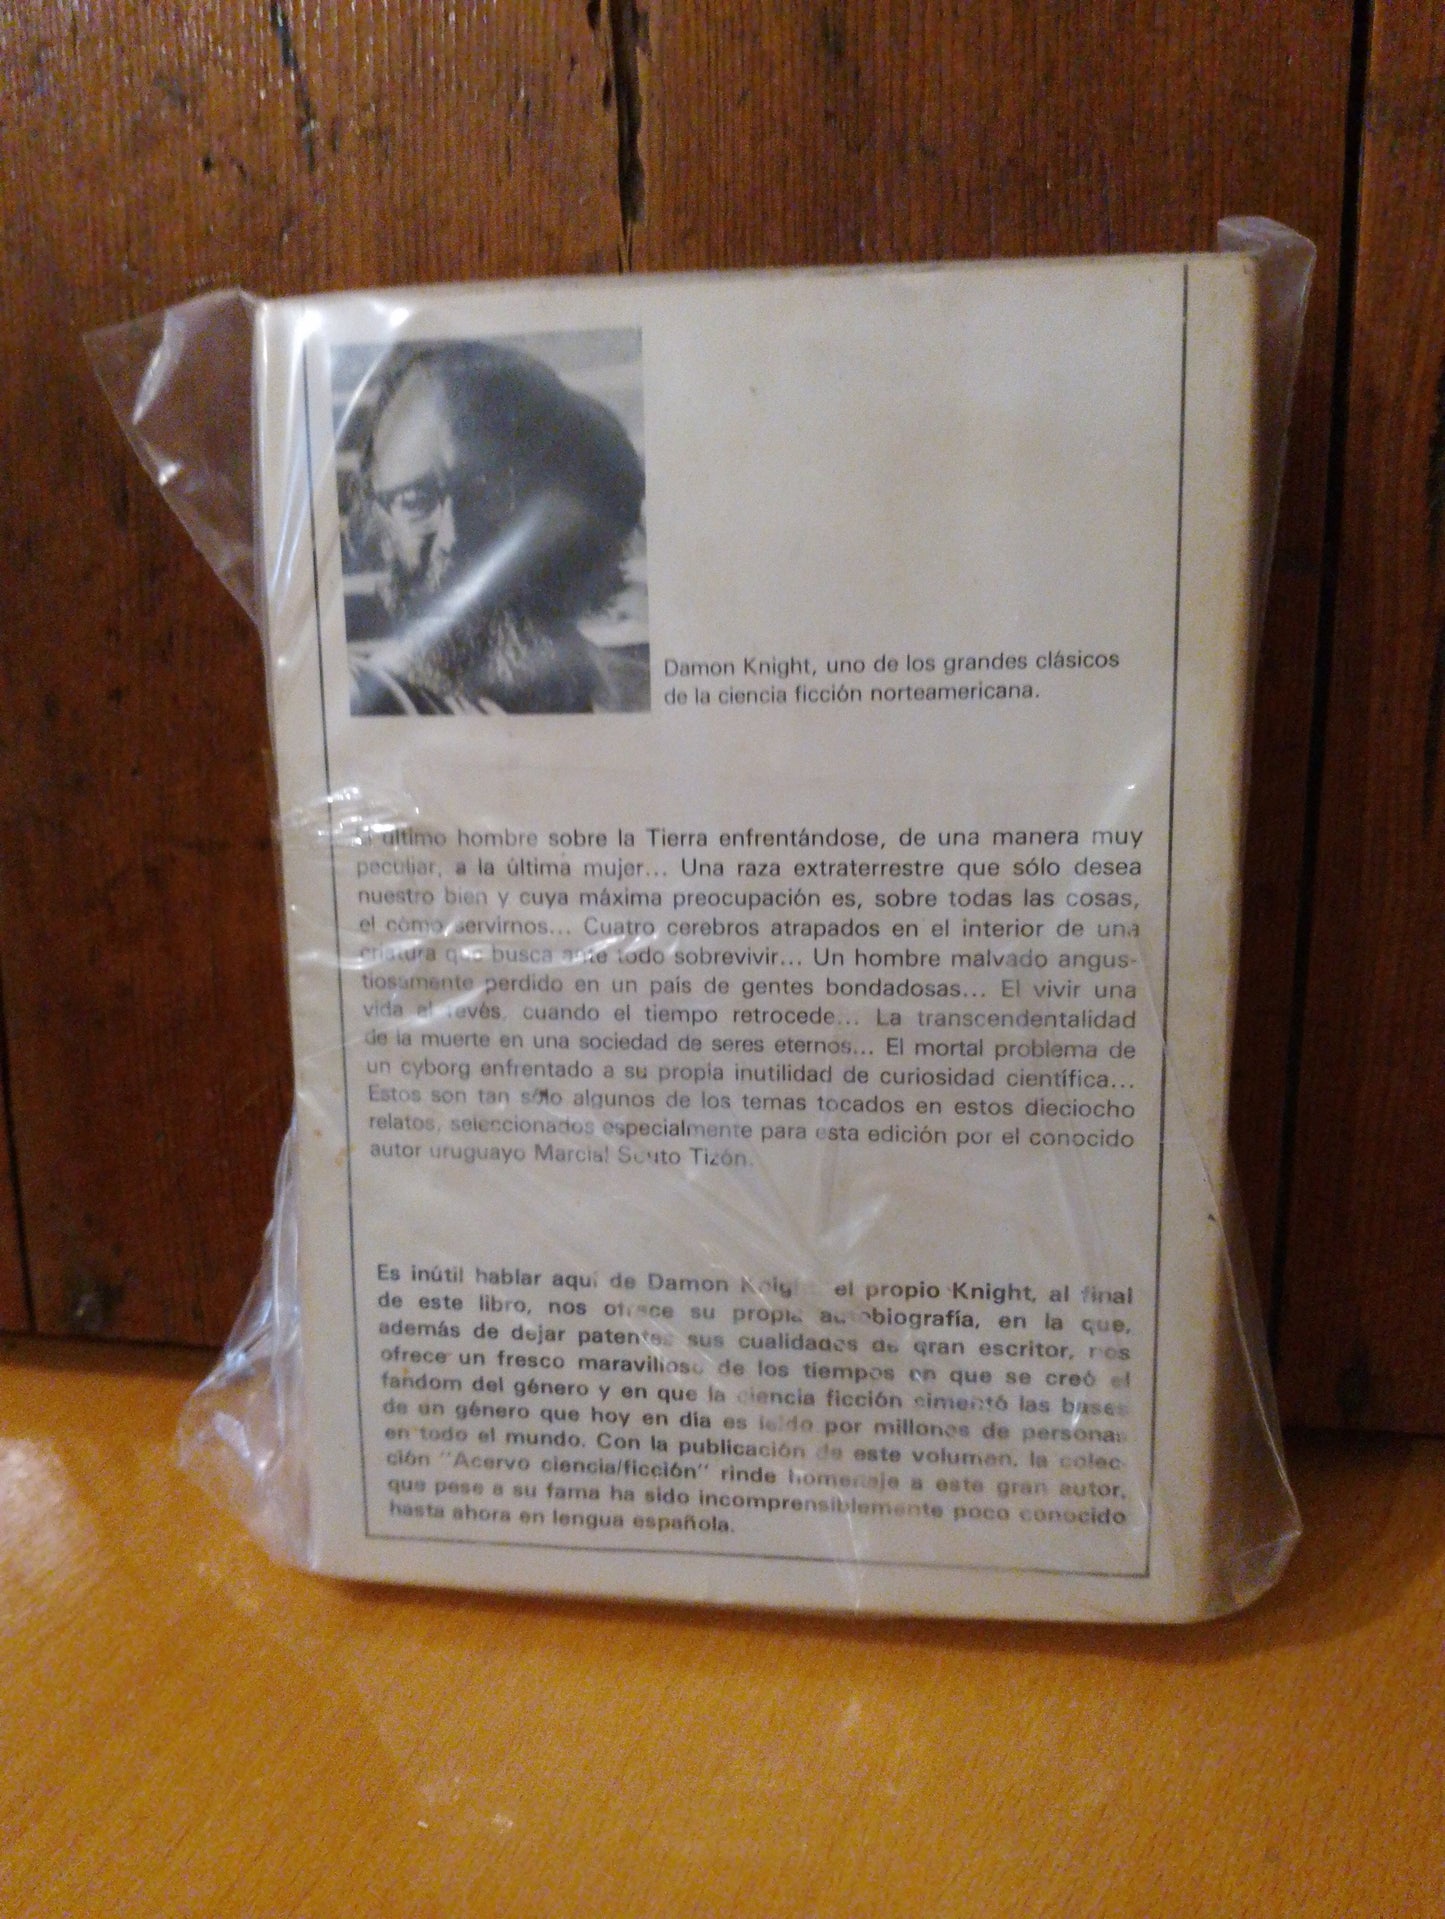 Damon Knight, uno de los grandes clásicos
de la ciencia ficción norteamericana.
último hombre sobre la Tierra enfrentándose, de una manera muy
peculiar, a la última mujer... Una raza extraterrestre que sólo desea
nuestro bien y cuya máxima preocupación es, sobre todas las cosas,
el cómo servirnos... Cuatro cerebros atrapados en el interior de una
criatura que busca ante todo sobrevivir... Un hombre malvado angus-
tiosamente perdido en un país de gentes bondadosas... El vivir una
vida al revés, cuando el tiempo retrocede... La transcendentalidad
de la muerte en una sociedad de seres eternos... El mortal problema de
un cyborg enfrentado a su propia inutilidad de curiosidad científica...
Estos son tan sólo algunos de los temas tocados en estos dieciocho
relatos, seleccionados especialmente para esta edición por el conocido
autor uruguayo Marcial Souto Tizón.
Es inútil hablar aquí de Damon Knight el propio Knight, al final
de este libro, nos ofrece su propia autobiografía, en la que,
además de dejar patentes sus cualidades de gran escritor, nos
ofrece un fresco maravilloso de los tiempos en que se creó el
fandom del género y en que la ciencia ficción cimentó las bases
de un género que hoy en día es leído por millones de personas
en todo el mundo. Con la publicación de este volumen, la colec-
ción "Acervo ciencia/ficción" rinde homenaje a este gran autor,
que pese a su fama ha sido incomprensiblemente poco conocido
hasta ahora en lengua española.